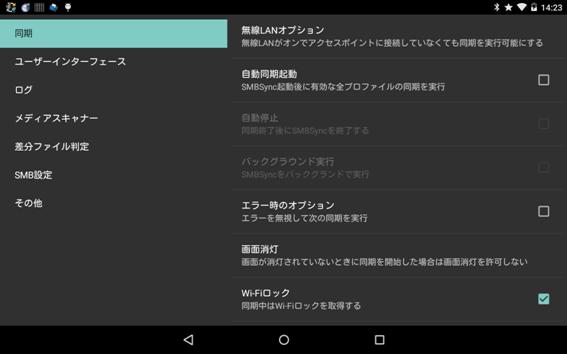 14:23
同期
ユーザーインターフェース
ログ
メディアスキャナー
差分ファイル判定
SMB設定
その他
無線LANオプション
無線LANがオンでアクセスポイントに接続していなくても同期を実行可能にする
自動同期起動
SMBSync起動後に有効な全プロファイルの同期を実行
自動停止
同期終了後にSMBSyncを終了する
バックグラウンド実行
SMBSyncをバックグランドで実行
エラー時のオプション
エラーを無視して次の同期を実行
画面消灯
画面が消灯されていないときに同期を開始した場合は画面消灯を許可しない
Wi-Fiロック
同期中はWi-Fiロックを取得する